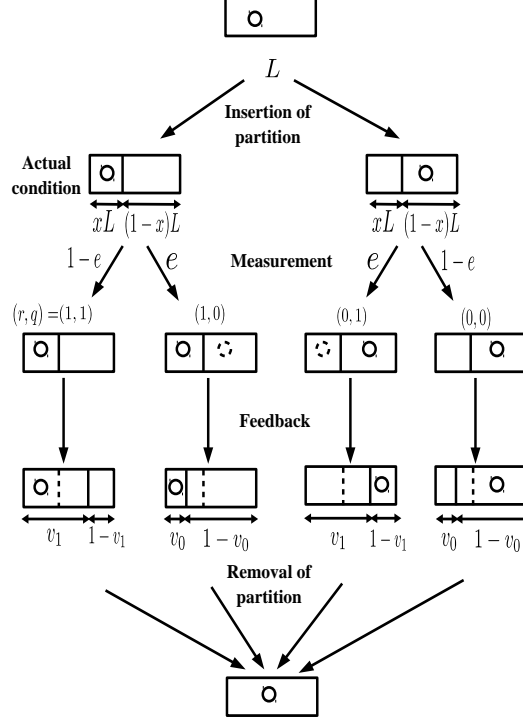 L
Insertion of
partition
Actual
condition
xL (1−x)L xL (1−x)L
1−e e Measurement e 1−e
(r,q) =(1,1) (1,0) (0,1) (0,0)
Feedback
v₁ 1−v₁ v₀ 1−v₀ v₁ 1−v₁ v₀ 1−v₀
Removal of
partition